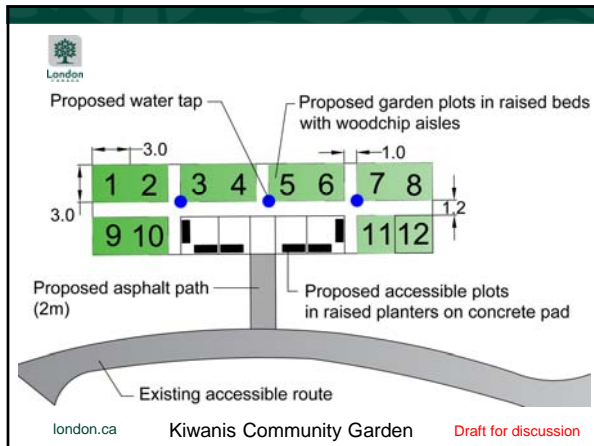 London
CANADA
Proposed water tap
Proposed garden plots in raised beds
with woodchip aisles
3.0
1.0
1 2 3 4 5 6 7 8
3.0
1.2
9 10 11 12
Proposed asphalt path
(2m)
Proposed accessible plots
in raised planters on concrete pad
Existing accessible route
london.ca
Kiwanis Community Garden
Draft for discussion